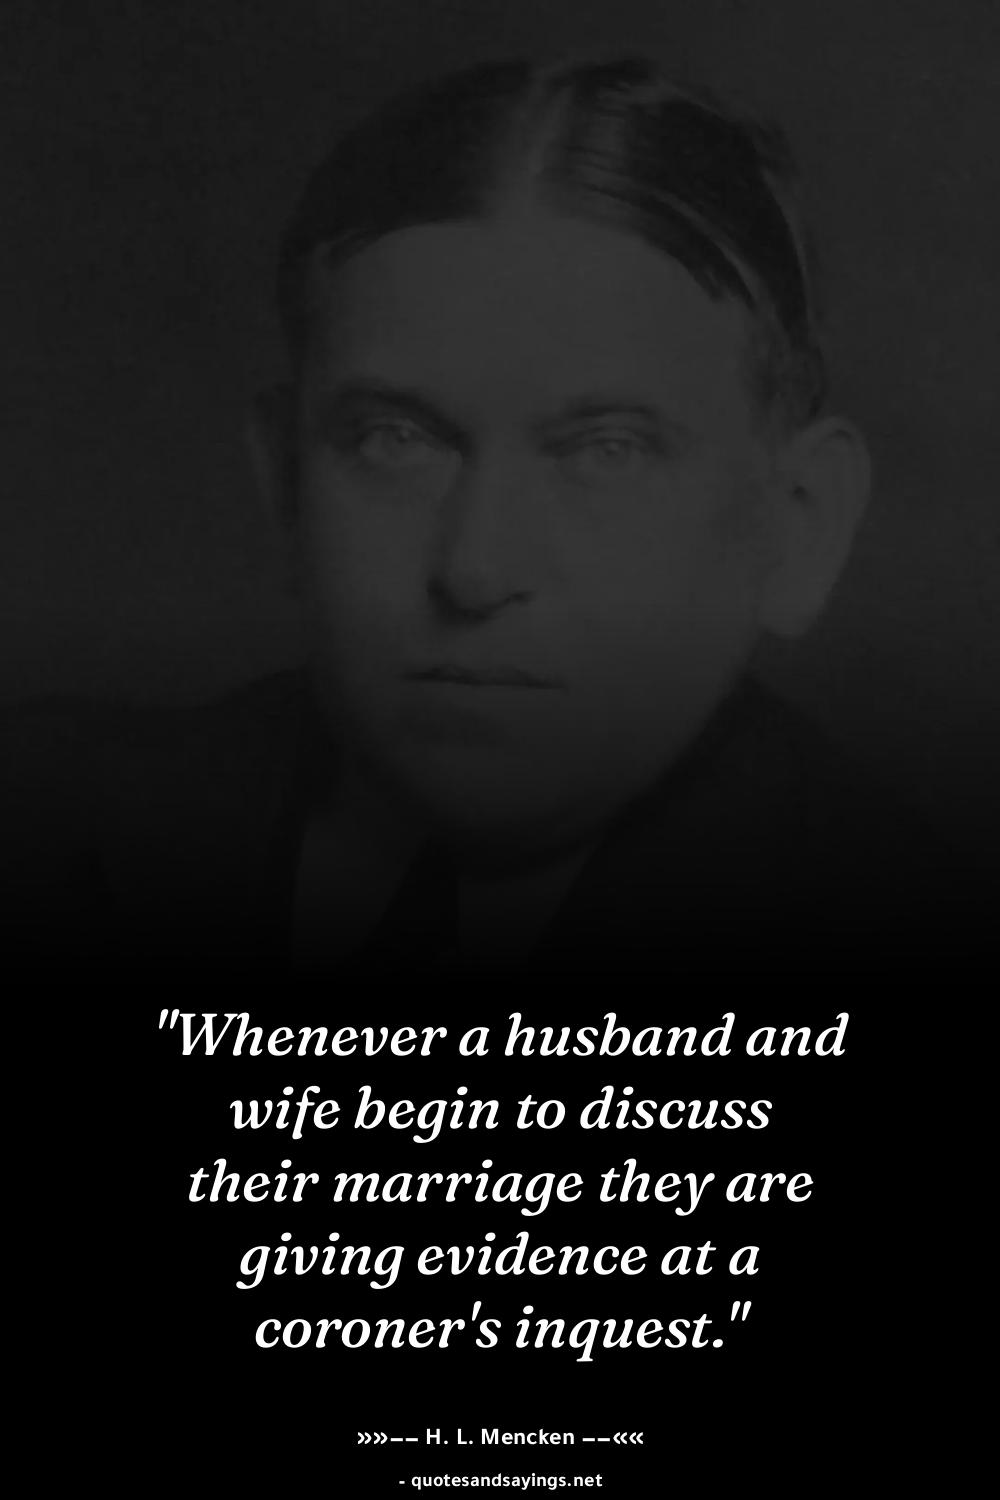 "Whenever a husband and
wife begin to discuss
their marriage they are
giving evidence at a
coroner's inquest."
»»–– H. L. Mencken ––««
- quotesandsayings.net